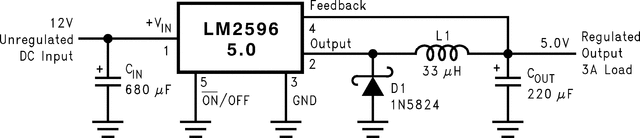 Feedback
12V
Unregulated
DC Input
+VIN
1
LM2596
5.0
4
Output
2
L1
33 μH
5.0V
Regulated
Output
3A Load
+
CIN
680 μF
5
ON/OFF
3
GND
D1
1N5824
+
COUT
220 μF